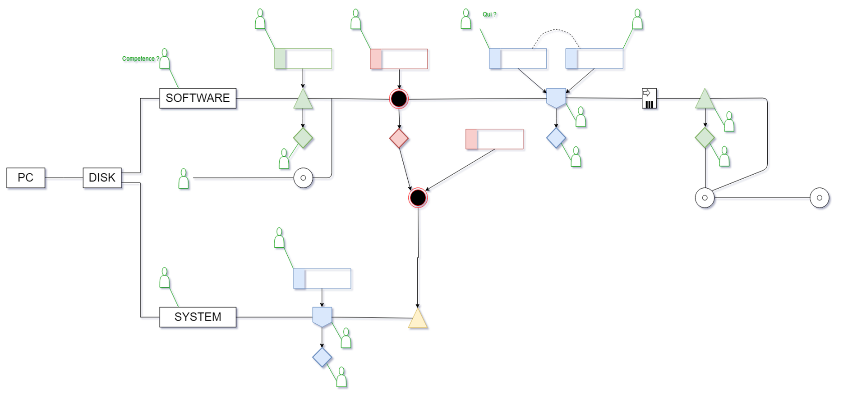 Qui ?
Competence ?
SOFTWARE
PC
DISK
SYSTEM